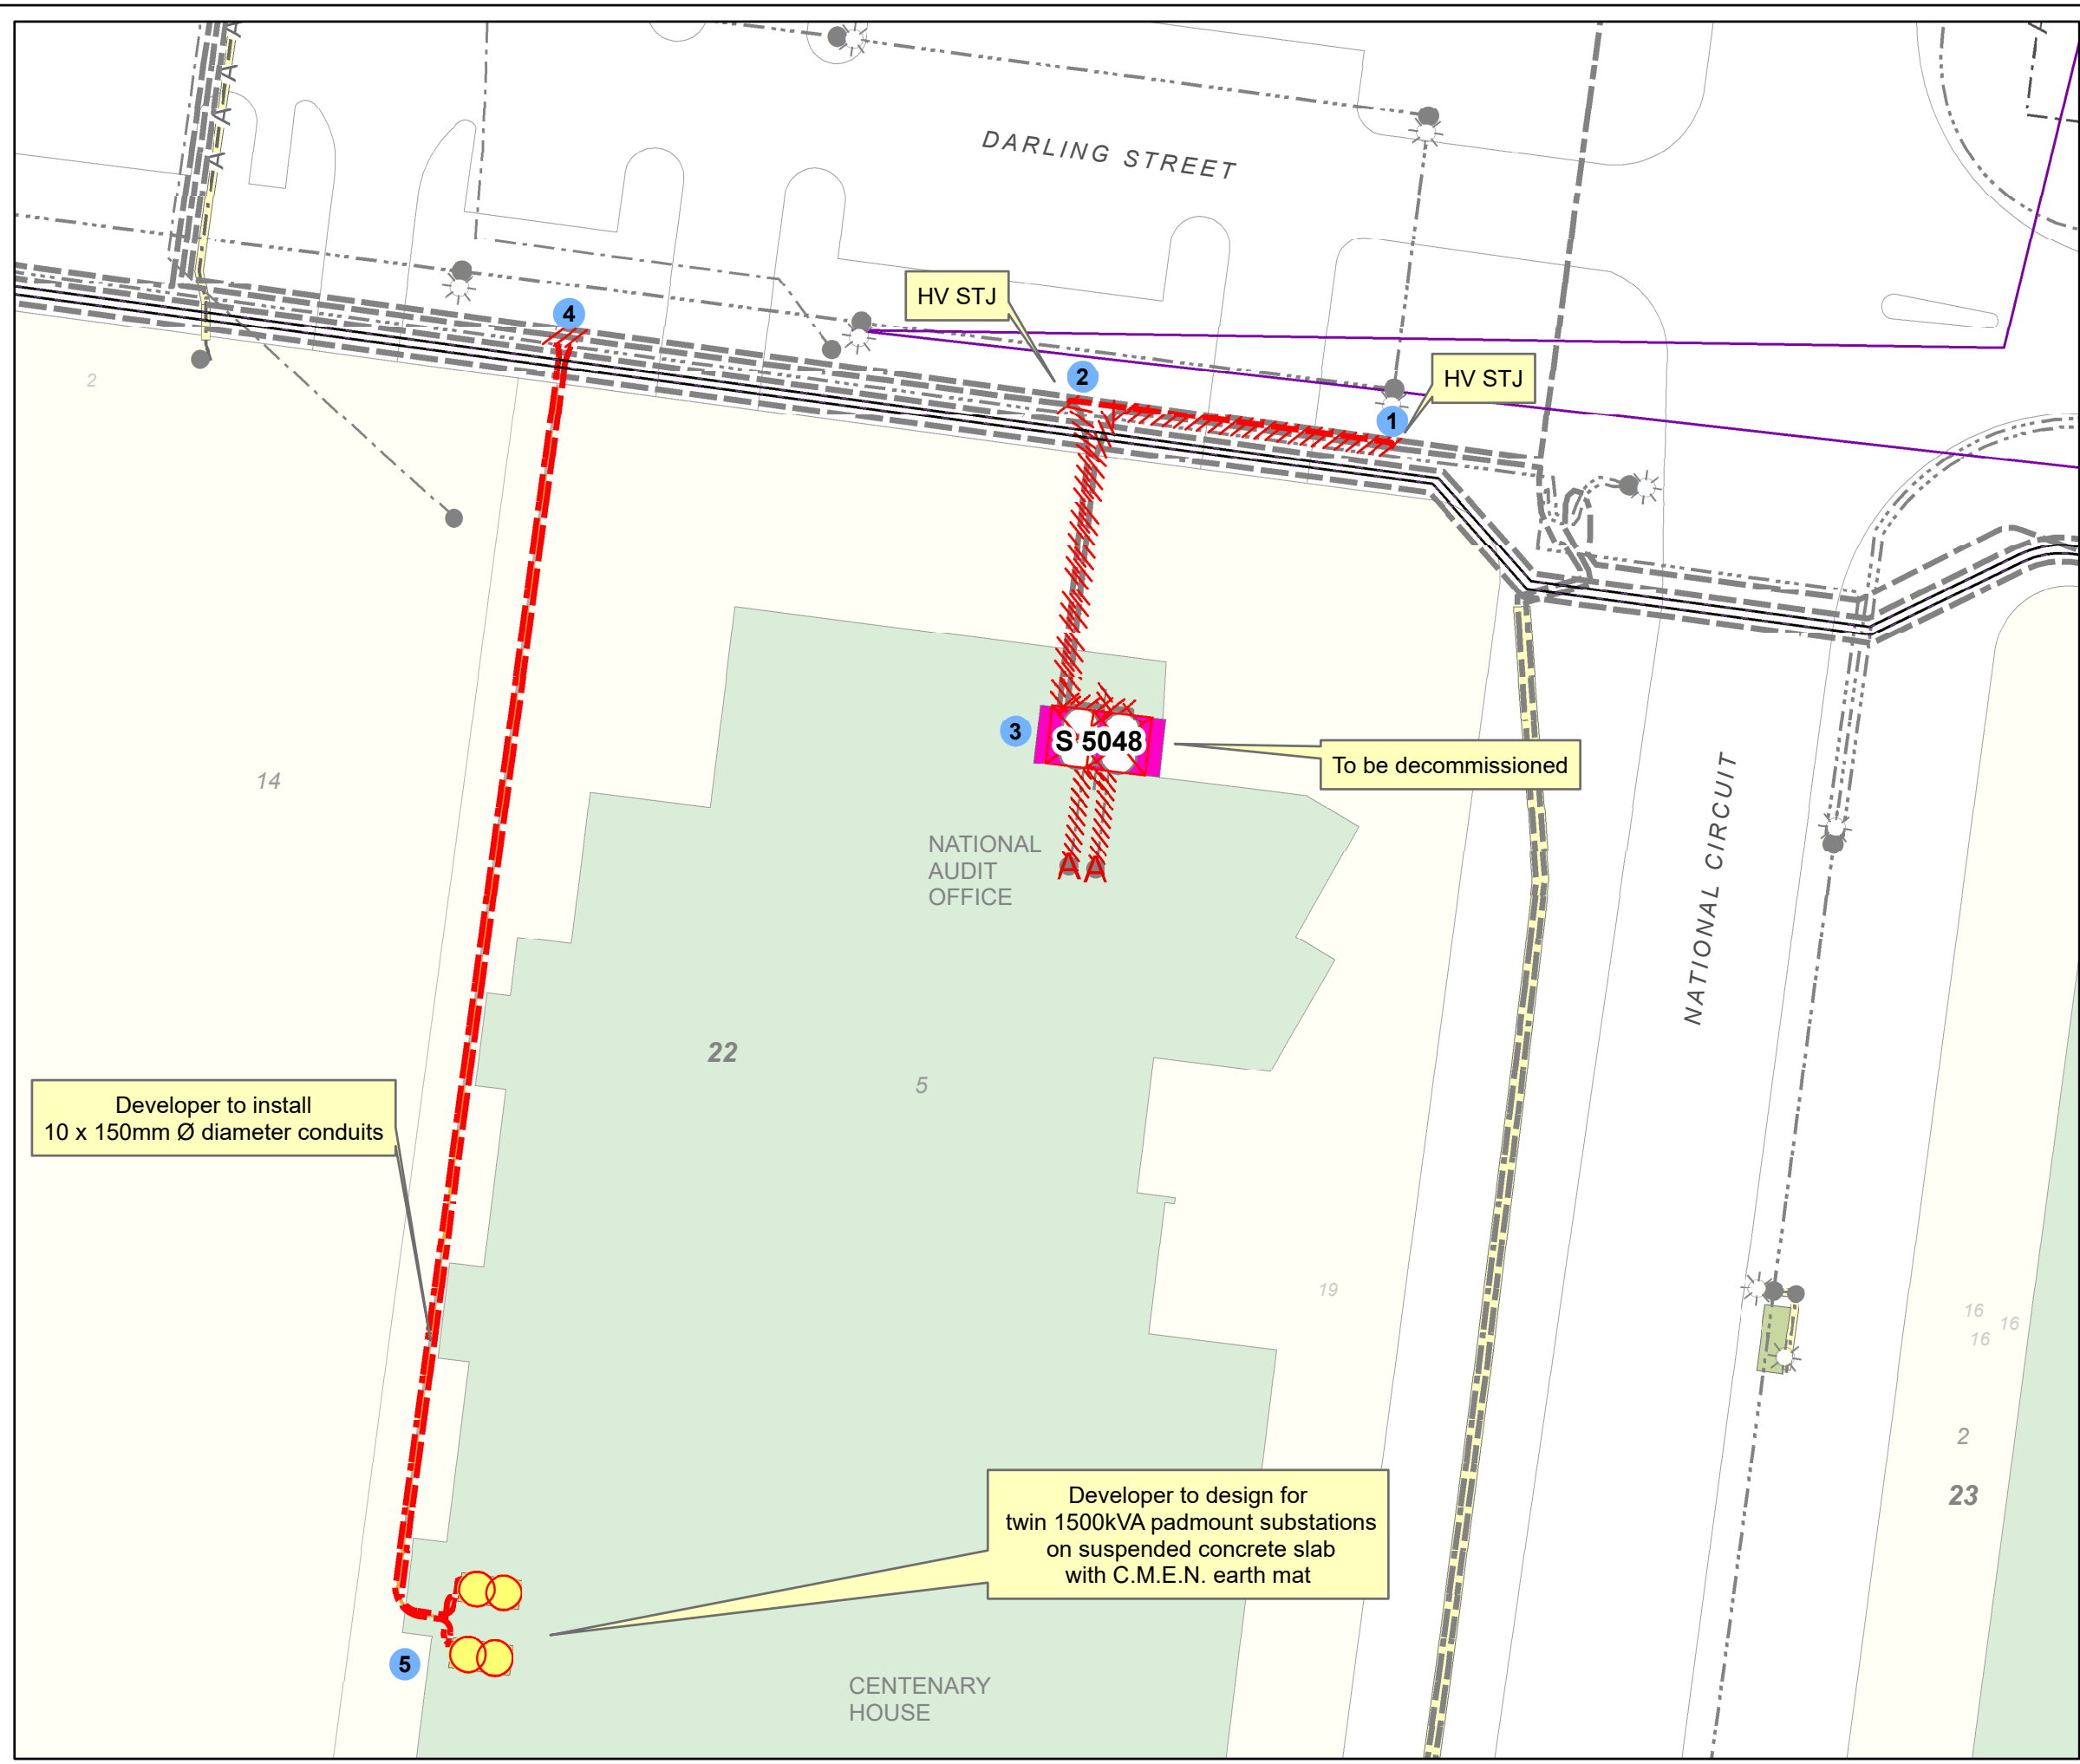 A
A
A
A
A
DARLING STREET
HV STJ
4
2
HV STJ
1
2
3
S 5048
To be decommissioned
14
NATIONAL
AUDIT
OFFICE
A A
NATIONAL CIRCUIT
22
5
Developer to install
10 x 150mm Ø diameter conduits
19
16
16
16
2
23
Developer to design for
twin 1500kVA padmount substations
on suspended concrete slab
with C.M.E.N. earth mat
5
CENTENARY
HOUSE